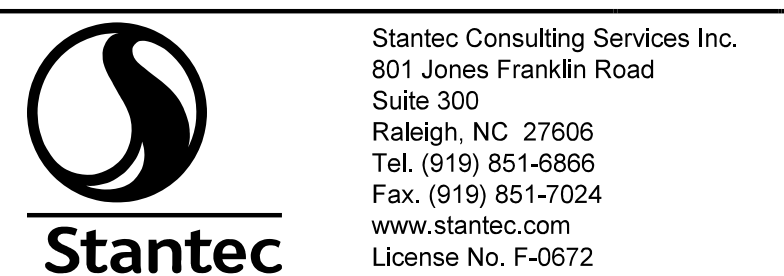 Stantec
Stantec Consulting Services Inc.
801 Jones Franklin Road
Suite 300
Raleigh, NC  27606
Tel. (919) 851-6866
Fax. (919) 851-7024
www.stantec.com
License No. F-0672